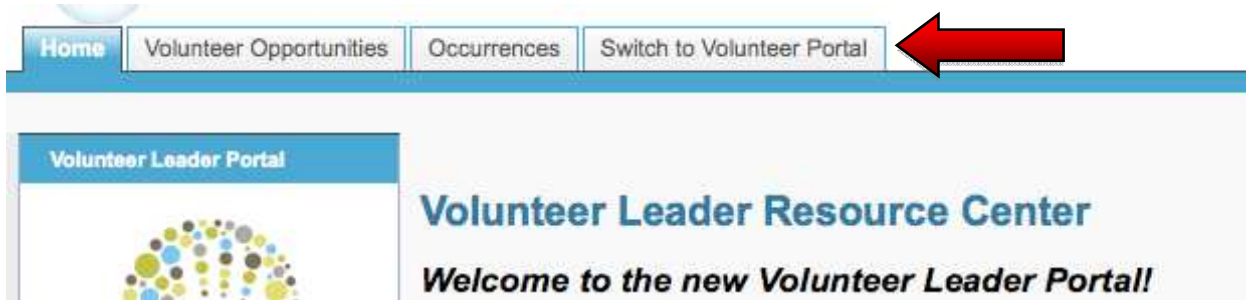 Home Volunteer Opportunities Occurrences Switch to Volunteer Portal
Volunteer Leader Portal
Volunteer Leader Resource Center
Welcome to the new Volunteer Leader Portal!